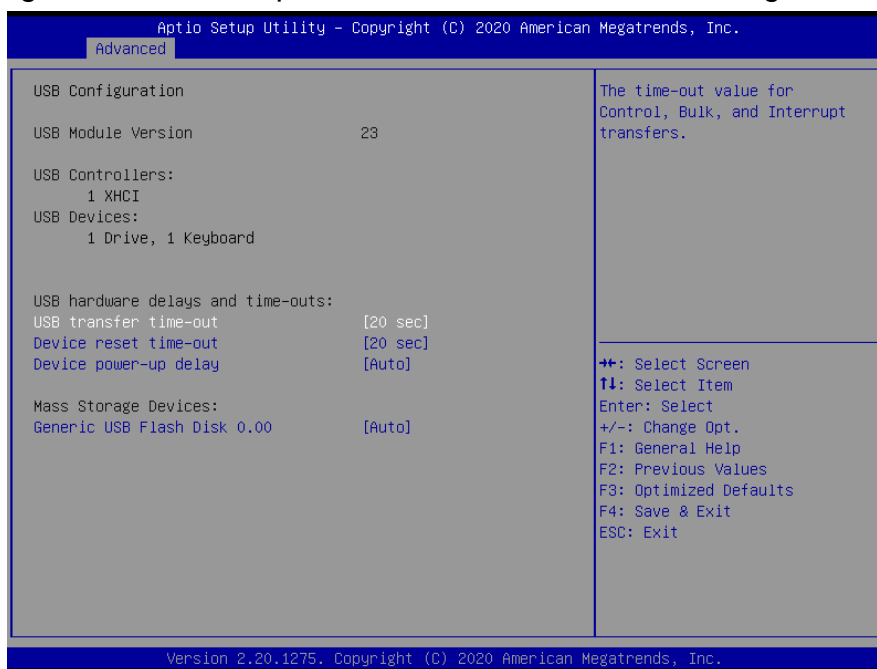 Aptio Setup Utility – Copyright (C) 2020 American Megatrends, Inc.
Advanced
USB Configuration
USB Module Version 23
USB Controllers:
1 XHCI
USB Devices:
1 Drive, 1 Keyboard
USB hardware delays and time-outs:
USB transfer time-out [20 sec]
Device reset time-out [20 sec]
Device power-up delay [Auto]
Mass Storage Devices:
Generic USB Flash Disk 0.00 [Auto]
The time-out value for
Control, Bulk, and Interrupt
transfers.
→←: Select Screen
↑↓: Select Item
Enter: Select
+/-: Change Opt.
F1: General Help
F2: Previous Values
F3: Optimized Defaults
F4: Save & Exit
ESC: Exit
Version 2.20.1275. Copyright (C) 2020 American Megatrends, Inc.